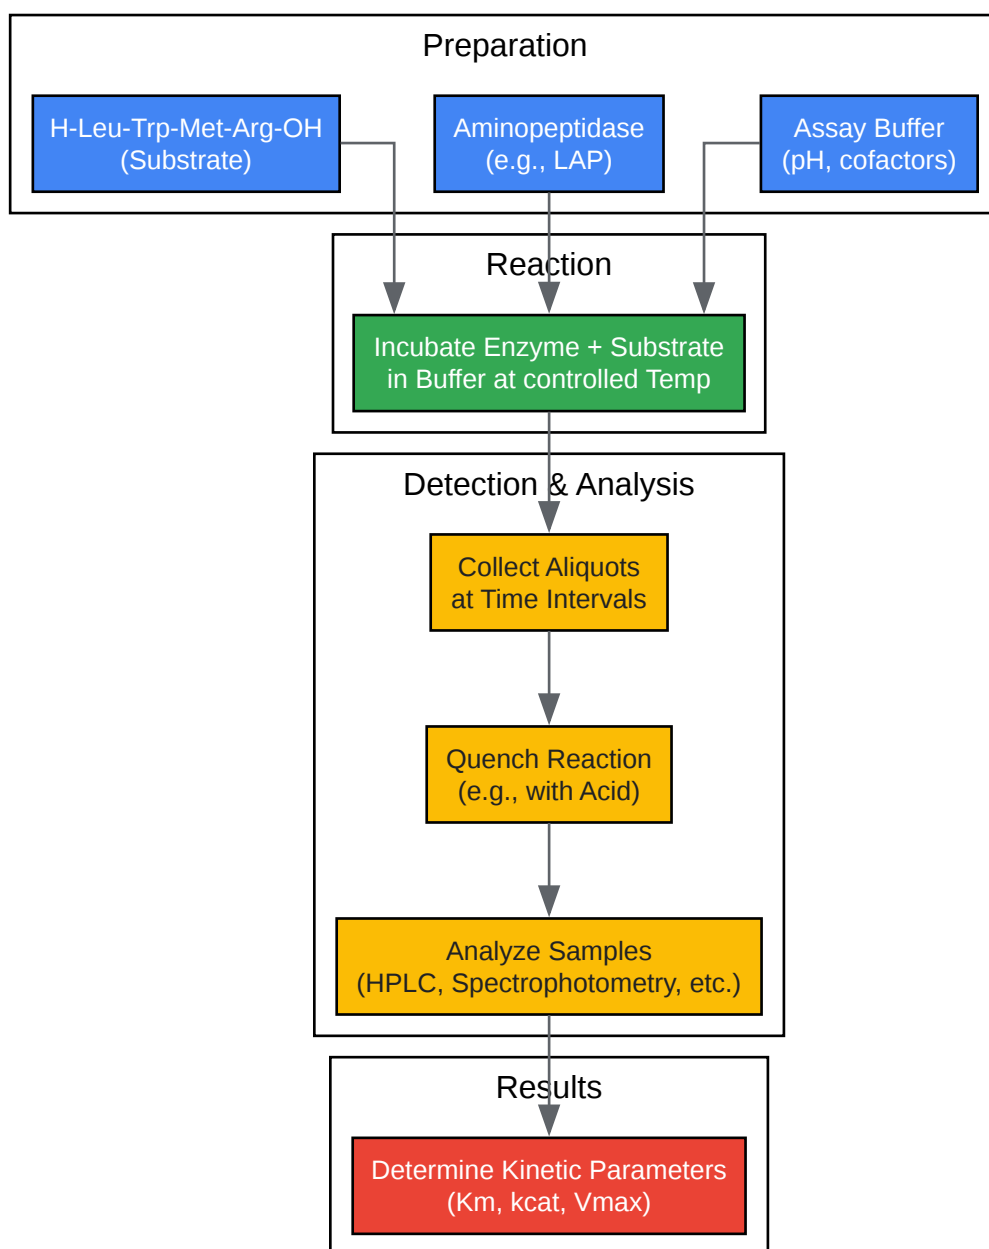 Preparation
H-Leu-Trp-Met-Arg-OH
(Substrate)
Aminopeptidase
(e.g., LAP)
Assay Buffer
(pH, cofactors)
Reaction
Incubate Enzyme + Substrate
in Buffer at controlled Temp
Detection & Analysis
Collect Aliquots
at Time Intervals
Quench Reaction
(e.g., with Acid)
Analyze Samples
(HPLC, Spectrophotometry, etc.)
Results
Determine Kinetic Parameters
(Km, kcat, Vmax)